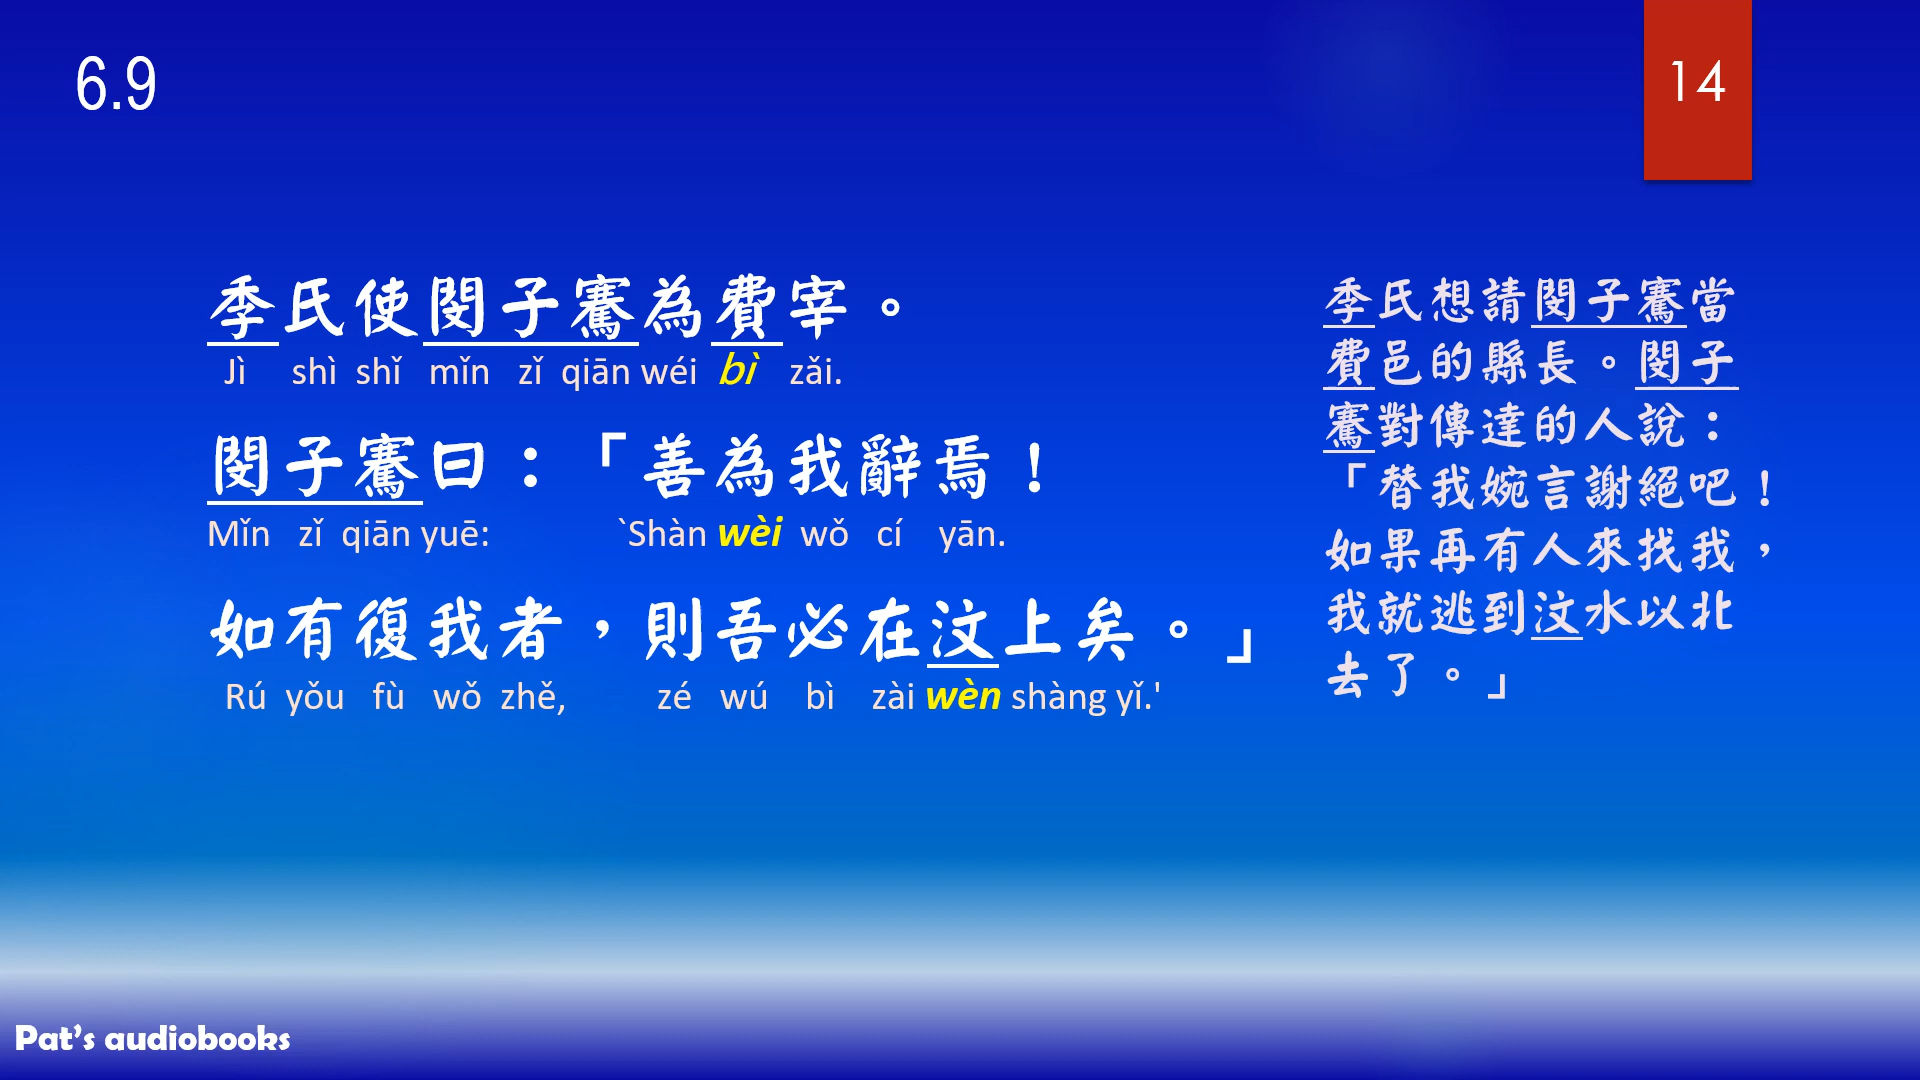 6.9
14
季氏使閔子騫為費宰。
Jì shì shǐ mǐn zǐ qiān wéi bì zǎi.
閔子騫曰：「善為我辭焉！
Mǐn zǐ qiān yuē: `Shàn wèi wǒ cí yān.
如有復我者，則吾必在汶上矣。」
Rú yǒu fù wǒ zhě, zé wú bì zài wèn shàng yǐ.'
季氏想請閔子騫當
費邑的縣長。閔子
騫對傳達的人說：
「替我婉言謝絕吧！
如果再有人來找我，
我就逃到汶水以北
去了。」
Pat's audiobooks